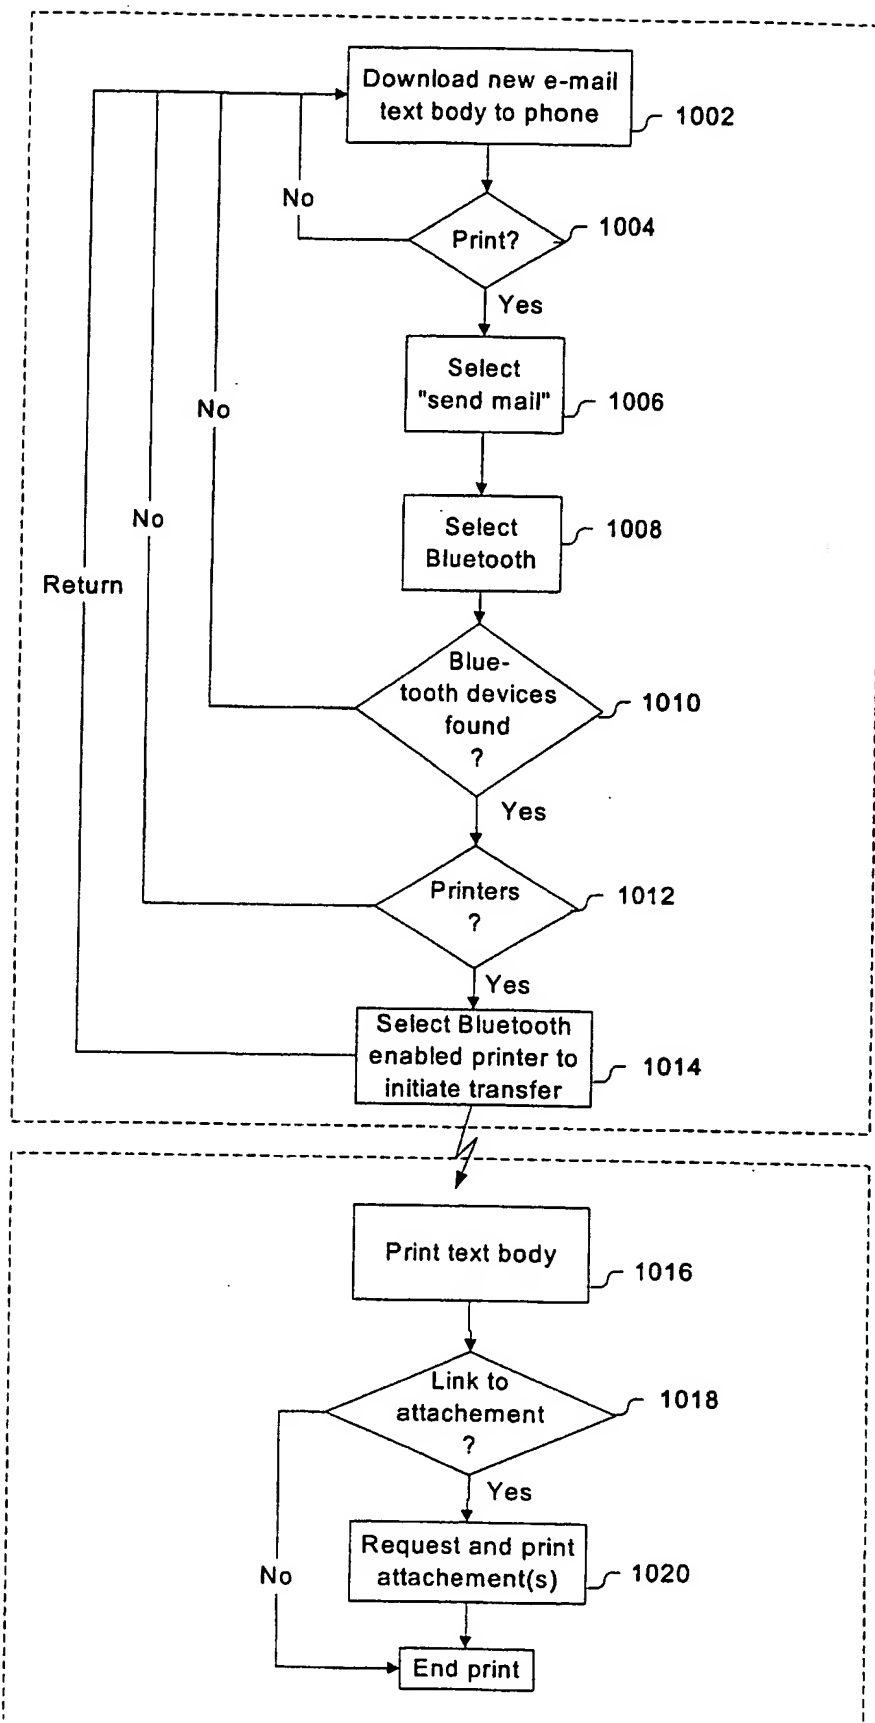 Download new e-mail
text body to phone
1002
No
Print?
1004
Yes
Select
"send mail"
1006
No
Select
Bluetooth
1008
No
Return
Blue-
tooth devices
found
?
1010
Yes
Printers
?
1012
Yes
Select Bluetooth
enabled printer to
initiate transfer
1014
Print text body
1016
Link to
attachement
?
1018
Yes
Request and print
attachement(s)
1020
No
End print